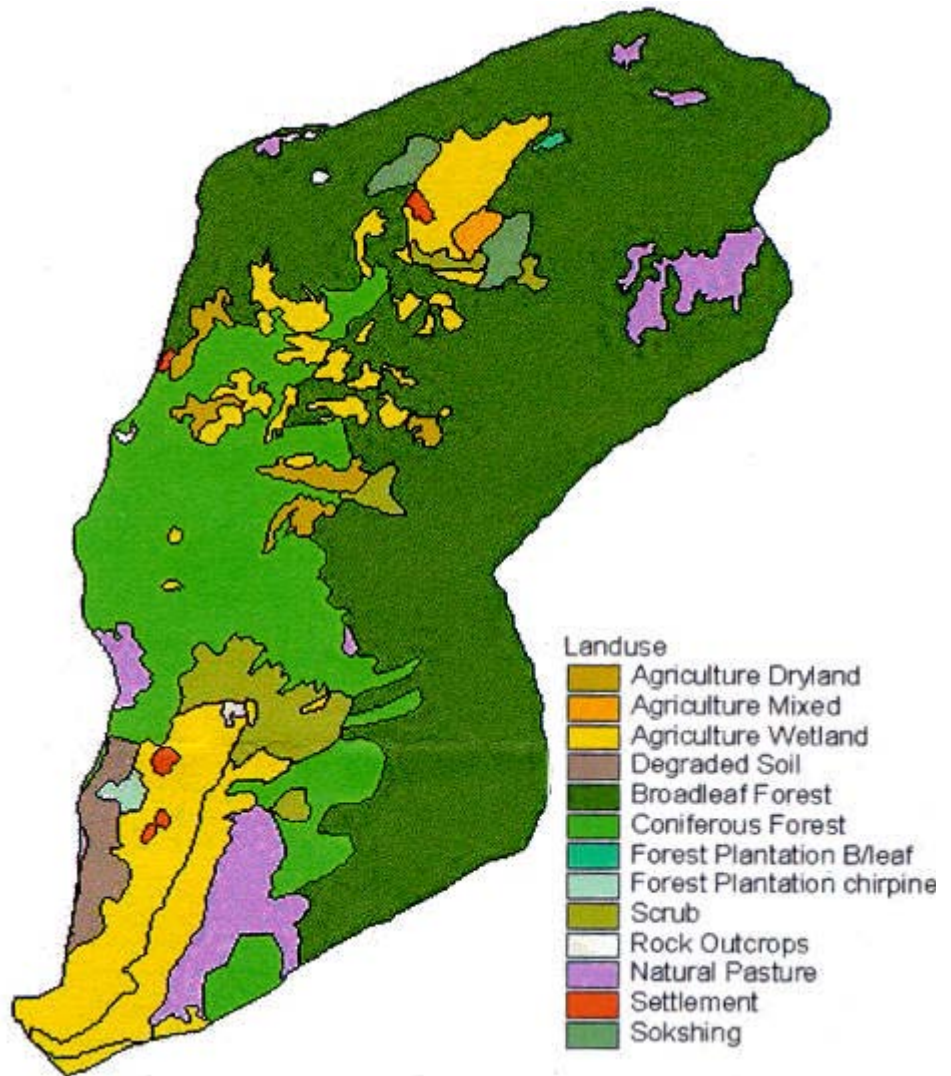 Landuse
Agriculture Dryland
Agriculture Mixed
Agriculture Wetland
Degraded Soil
Broadleaf Forest
Coniferous Forest
Forest Plantation B/leaf
Forest Plantation chirpine
Scrub
Rock Outcrops
Natural Pasture
Settlement
Sokshing